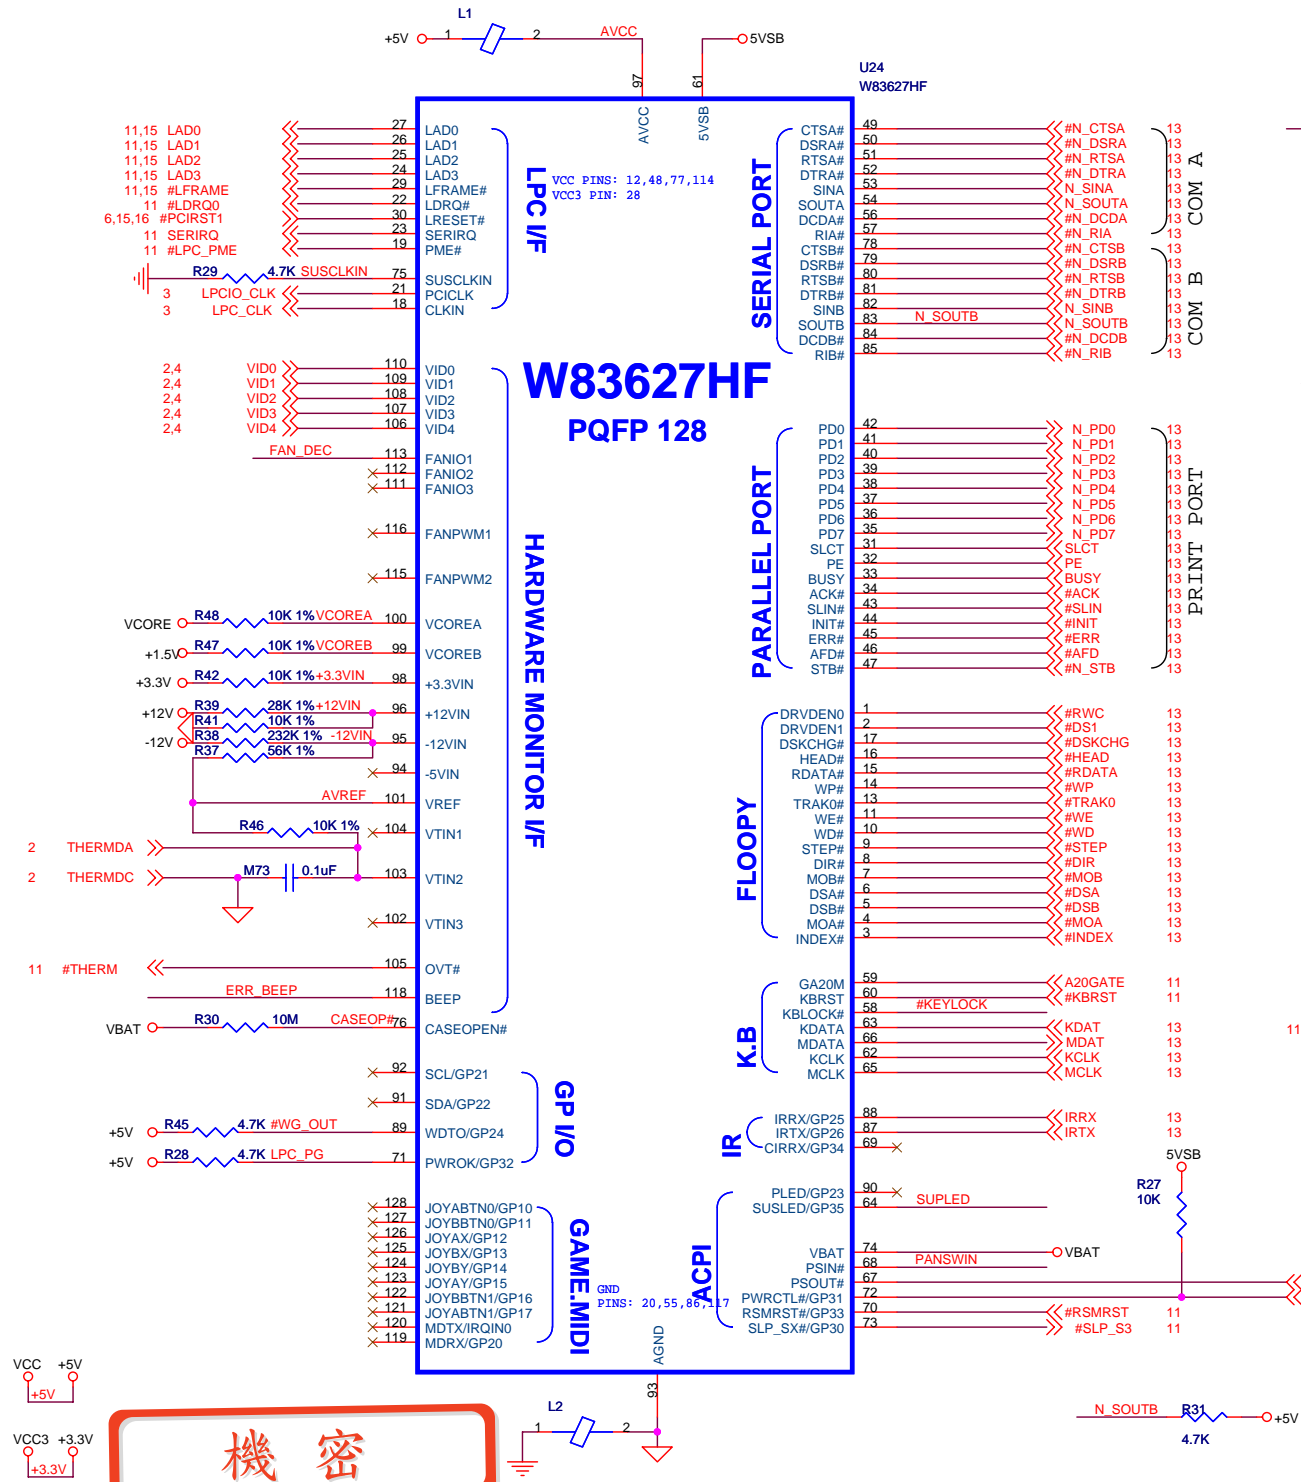 L1
+5V 1 2 AVCC 5VSB
97 61
U24
W83627HF
AVCC 5VSB
11,15 LAD0 27 LAD0
11,15 LAD1 26 LAD1
11,15 LAD2 25 LAD2
11,15 LAD3 24 LAD3
11,15 #LFRAME 29 LFRAME#
11 #LDRQ0 22 LDRQ#
6,15,16 #PCIRST1 30 LRESET#
11 SERIRQ 23 SERIRQ
11 #LPC_PME 19 PME#
R29 4.7K SUSCLKIN 75 SUSCLKIN
3 LPCIO_CLK 21 PCICLK
3 LPC_CLK 18 CLKIN
LPC I/F
VCC PINS: 12,48,77,114
VCC3 PIN: 28
CTSA# 49 #N_CTSA 13
DSRA# 50 #N_DSRA 13
RTSA# 51 #N_RTSA 13
DTRA# 52 #N_DTRA 13
SINA 53 N_SINA 13
SOUTA 54 N_SOUTA 13
DCDA# 56 #N_DCDA 13
RIA# 57 #N_RIA 13
CTSB# 78 #N_CTSB 13
DSRB# 79 #N_DSRB 13
RTSB# 80 #N_RTSB 13
DTRB# 81 #N_DTRB 13
SINB 82 N_SINB 13
SOUTB 83 N_SOUTB N_SOUTB 13
DCDB# 84 #N_DCDB 13
RIB# 85 #N_RIB 13
SERIAL PORT
COM A
COM B
W83627HF
PQFP 128
2,4 VID0 110 VID0
2,4 VID1 109 VID1
2,4 VID2 108 VID2
2,4 VID3 107 VID3
2,4 VID4 106 VID4
FAN_DEC 113 FANIO1
112 FANIO2
111 FANIO3
116 FANPWM1
115 FANPWM2
VCORE R48 10K 1% VCOREA 100 VCOREA
+1.5V R47 10K 1% VCOREB 99 VCOREB
+3.3V R42 10K 1% +3.3VIN 98 +3.3VIN
+12V R39 28K 1% +12VIN 96 +12VIN
R41 10K 1%
-12V R38 232K 1% -12VIN 95 -12VIN
R37 56K 1%
94 -5VIN
AVREF 101 VREF
R46 10K 1% 104 VTIN1
2 THERMDA
2 THERMDC M73 0.1uF 103 VTIN2
102 VTIN3
11 #THERM 105 OVT#
ERR_BEEP 118 BEEP
VBAT R30 10M CASEOP# 76 CASEOPEN#
HARDWARE MONITOR I/F
PD0 42 N_PD0 13
PD1 41 N_PD1 13
PD2 40 N_PD2 13
PD3 39 N_PD3 13
PD4 38 N_PD4 13
PD5 37 N_PD5 13
PD6 36 N_PD6 13
PD7 35 N_PD7 13
SLCT 31 SLCT 13
PE 32 PE 13
BUSY 33 BUSY 13
ACK# 34 #ACK 13
SLIN# 43 #SLIN 13
INIT# 44 #INIT 13
ERR# 45 #ERR 13
AFD# 46 #AFD 13
STB# 47 #N_STB 13
PARALLEL PORT
PRINT PORT
DRVDEN0 1 #RWC 13
DRVDEN1 2 #DS1 13
DSKCHG# 17 #DSKCHG 13
HEAD# 16 #HEAD 13
RDATA# 15 #RDATA 13
WP# 14 #WP 13
TRAK0# 13 #TRAK0 13
WE# 11 #WE 13
WD# 10 #WD 13
STEP# 9 #STEP 13
DIR# 8 #DIR 13
MOB# 7 #MOB 13
DSA# 6 #DSA 13
DSB# 5 #DSB 13
MOA# 4 #MOA 13
INDEX# 3 #INDEX 13
FLOOPY
GA20M 59 A20GATE 11
KBRST 60 #KBRST 11
KBLOCK# 58 #KEYLOCK
KDATA 63 KDAT 13
MDATA 66 MDAT 13
KCLK 62 KCLK 13
MCLK 65 MCLK 13
K.B
11
92 SCL/GP21
91 SDA/GP22
+5V R45 4.7K #WG_OUT 89 WDTO/GP24
+5V R28 4.7K LPC_PG 71 PWROK/GP32
GP I/O
IRRX/GP25 88 IRRX 13
IRTX/GP26 87 IRTX 13
CIRRX/GP34 69
IR
5VSB
R27
10K
128 JOYABTN0/GP10
127 JOYBBTN0/GP11
126 JOYAX/GP12
125 JOYBX/GP13
124 JOYBY/GP14
123 JOYAY/GP15
122 JOYBBTN1/GP16
121 JOYABTN1/GP17
120 MDTX/IRQIN0
119 MDRX/GP20
GAME.MIDI
GND
PINS: 20,55,86,117
PLED/GP23 90
SUSLED/GP35 64 SUPLED
VBAT 74 VBAT
PSIN# 68 PANSWIN
PSOUT# 67
PWRCTL#/GP31 72
RSMRST#/GP33 70 #RSMRST 11
SLP_SX#/GP30 73 #SLP_S3 11
ACPI
AGND
93
VCC +5V
+5V
VCC3 +3.3V
+3.3V
L2
1 2
N_SOUTB R31 +5V
4.7K
機密